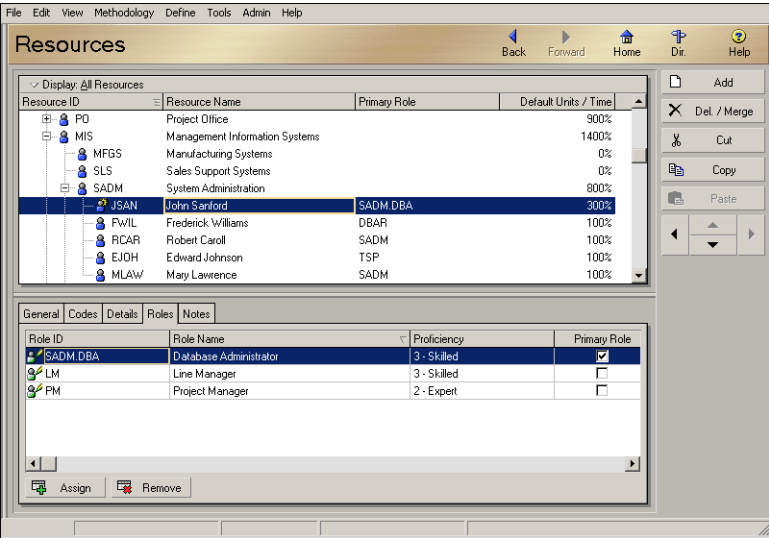 File Edit View Methodology Define Tools Admin Help
Resources
Back Forward Home Dir. Help
Display: All Resources
Resource ID Resource Name Primary Role Default Units / Time
PO Project Office 900%
MIS Management Information Systems 1400%
MFGS Manufacturing Systems 0%
SLS Sales Support Systems 0%
SADM System Administration 800%
JSAN John Sanford SADM.DBA 300%
FWIL Frederick Williams DBAR 100%
RCAR Robert Caroll SADM 100%
EJOH Edward Johnson TSP 100%
MLAW Mary Lawrence SADM 100%
Add
Del. / Merge
Cut
Copy
Paste
General Codes Details Roles Notes
Role ID Role Name Proficiency Primary Role
SADM.DBA Database Administrator 3 - Skilled
LM Line Manager 3 - Skilled
PM Project Manager 2 - Expert
Assign Remove